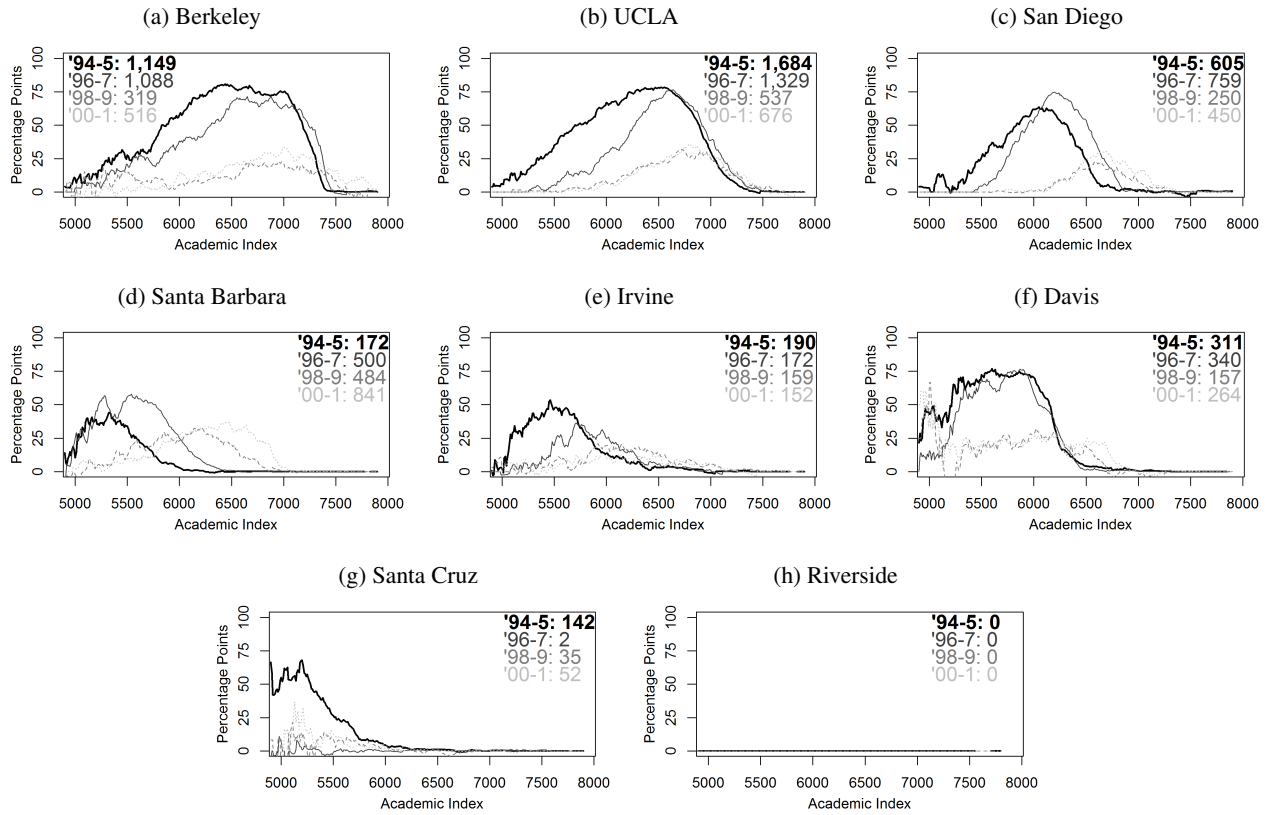 (a) Berkeley
'94-5: 1,149
'96-7: 1,088
'98-9: 319
'00-1: 516
Percentage Points
0 25 50 75 100
5000 5500 6000 6500 7000 7500 8000
Academic Index
(b) UCLA
'94-5: 1,684
'96-7: 1,329
'98-9: 537
'00-1: 676
Percentage Points
0 25 50 75 100
5000 5500 6000 6500 7000 7500 8000
Academic Index
(c) San Diego
'94-5: 605
'96-7: 759
'98-9: 250
'00-1: 450
Percentage Points
0 25 50 75 100
5000 5500 6000 6500 7000 7500 8000
Academic Index
(d) Santa Barbara
'94-5: 172
'96-7: 500
'98-9: 484
'00-1: 841
Percentage Points
0 25 50 75 100
5000 5500 6000 6500 7000 7500 8000
Academic Index
(e) Irvine
'94-5: 190
'96-7: 172
'98-9: 159
'00-1: 152
Percentage Points
0 25 50 75 100
5000 5500 6000 6500 7000 7500 8000
Academic Index
(f) Davis
'94-5: 311
'96-7: 340
'98-9: 157
'00-1: 264
Percentage Points
0 25 50 75 100
5000 5500 6000 6500 7000 7500 8000
Academic Index
(g) Santa Cruz
'94-5: 142
'96-7: 2
'98-9: 35
'00-1: 52
Percentage Points
0 25 50 75 100
5000 5500 6000 6500 7000 7500 8000
Academic Index
(h) Riverside
'94-5: 0
'96-7: 0
'98-9: 0
'00-1: 0
Percentage Points
0 25 50 75 100
5000 5500 6000 6500 7000 7500 8000
Academic Index